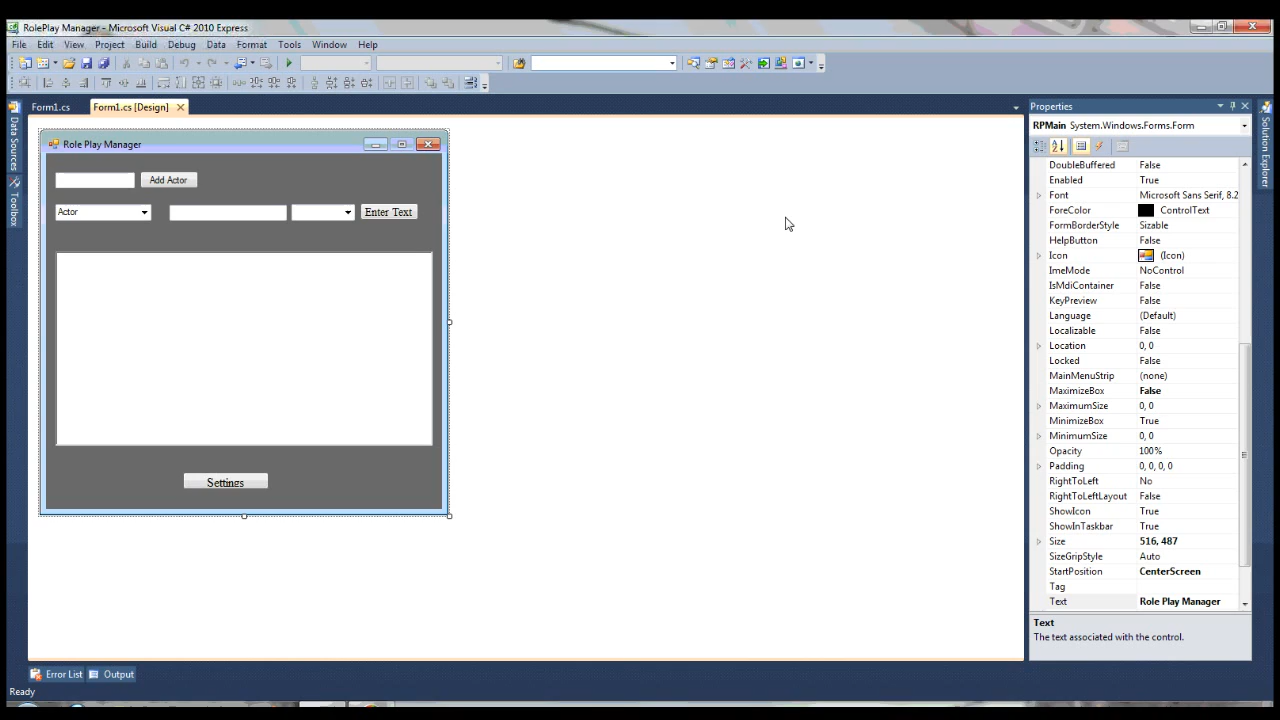 RolePlay Manager - Microsoft Visual C# 2010 Express
File Edit View Project Build Debug Data Format Tools Window Help
Form1.cs Form1.cs [Design]
Data Sources
Toolbox
Role Play Manager
Add Actor
Actor Enter Text
Settings
Properties
RPMain System.Windows.Forms.Form
DoubleBuffered False
Enabled True
Font Microsoft Sans Serif, 8.2
ForeColor ControlText
FormBorderStyle Sizable
HelpButton False
Icon (Icon)
ImeMode NoControl
IsMdiContainer False
KeyPreview False
Language (Default)
Localizable False
Location 0, 0
Locked False
MainMenuStrip (none)
MaximizeBox False
MaximumSize 0, 0
MinimizeBox True
MinimumSize 0, 0
Opacity 100%
Padding 0, 0, 0, 0
RightToLeft No
RightToLeftLayout False
ShowIcon True
ShowInTaskbar True
Size 516, 487
SizeGripStyle Auto
StartPosition CenterScreen
Tag
Text Role Play Manager
Text
The text associated with the control.
Solution Explorer
Error List Output
Ready